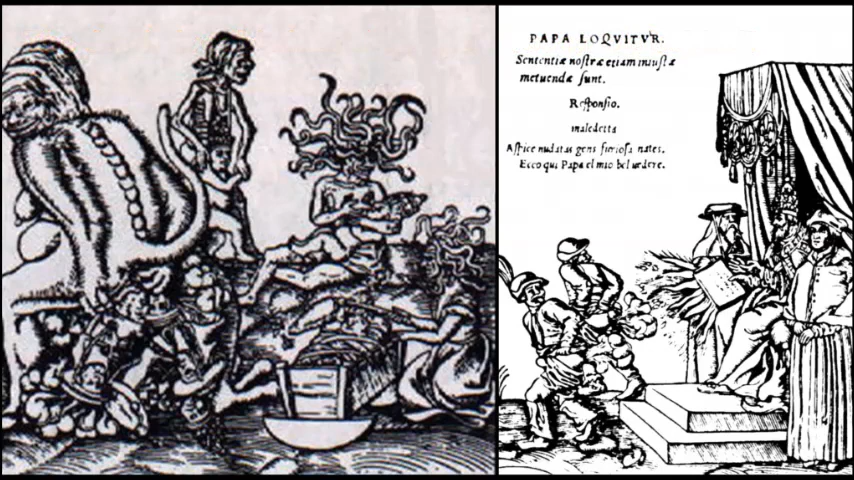 PAPA LOQVITVR.
Sententiæ noſtræ etiam iniuſtæ
metuendæ ſunt.
Reſponſio.
maledetta
Aſpice nudatas gens furioſa nates.
Ecco qui Papa el mio bel uedere.